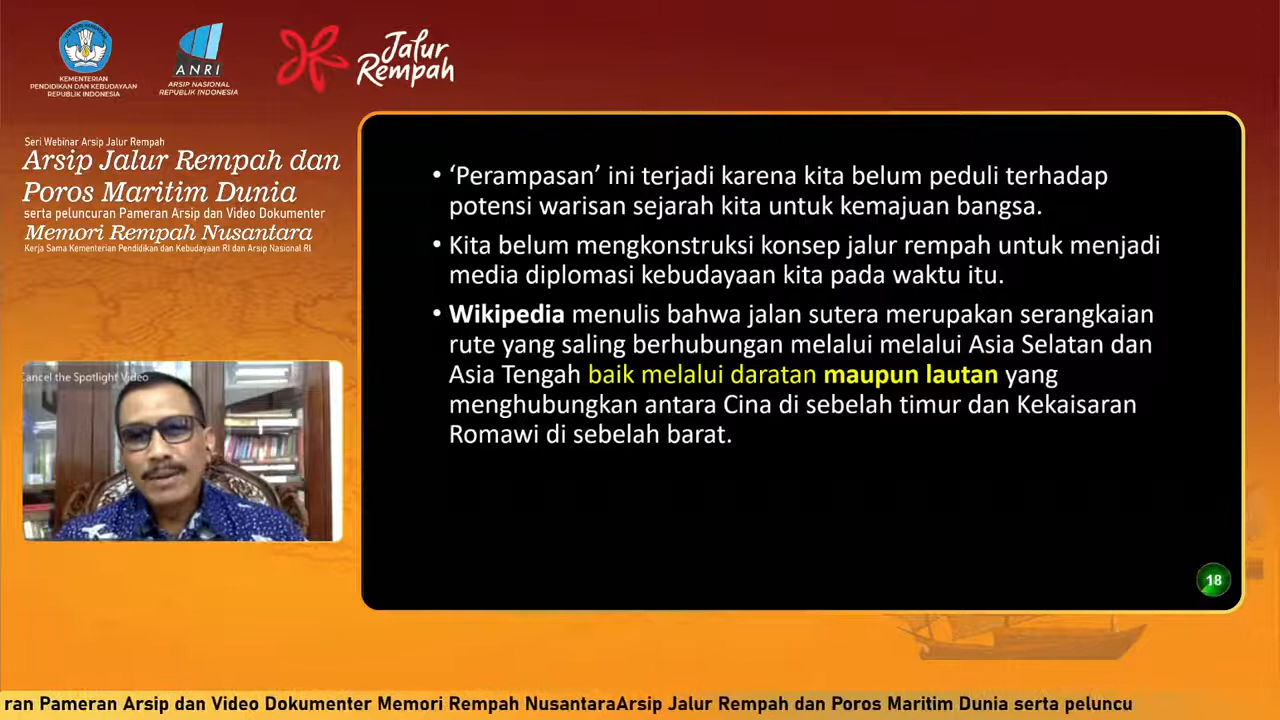 KEMENTERIAN
PENDIDIKAN DAN KEBUDAYAAN
REPUBLIK INDONESIA
ANRI
ARSIP NASIONAL
REPUBLIK INDONESIA
Jalur
Rempah
Seri Webinar Arsip Jalur Rempah
Arsip Jalur Rempah dan
Poros Maritim Dunia
serta peluncuran Pameran Arsip dan Video Dokumenter
Memori Rempah Nusantara
Kerja Sama Kementerian Pendidikan dan Kebudayaan RI dan Arsip Nasional RI
Cancel the Spotlight Video
• ‘Perampasan’ ini terjadi karena kita belum peduli terhadap
potensi warisan sejarah kita untuk kemajuan bangsa.
• Kita belum mengkonstruksi konsep jalur rempah untuk menjadi
media diplomasi kebudayaan kita pada waktu itu.
• Wikipedia menulis bahwa jalan sutera merupakan serangkaian
rute yang saling berhubungan melalui melalui Asia Selatan dan
Asia Tengah baik melalui daratan maupun lautan yang
menghubungkan antara Cina di sebelah timur dan Kekaisaran
Romawi di sebelah barat.
18
ran Pameran Arsip dan Video Dokumenter Memori Rempah NusantaraArsip Jalur Rempah dan Poros Maritim Dunia serta peluncu